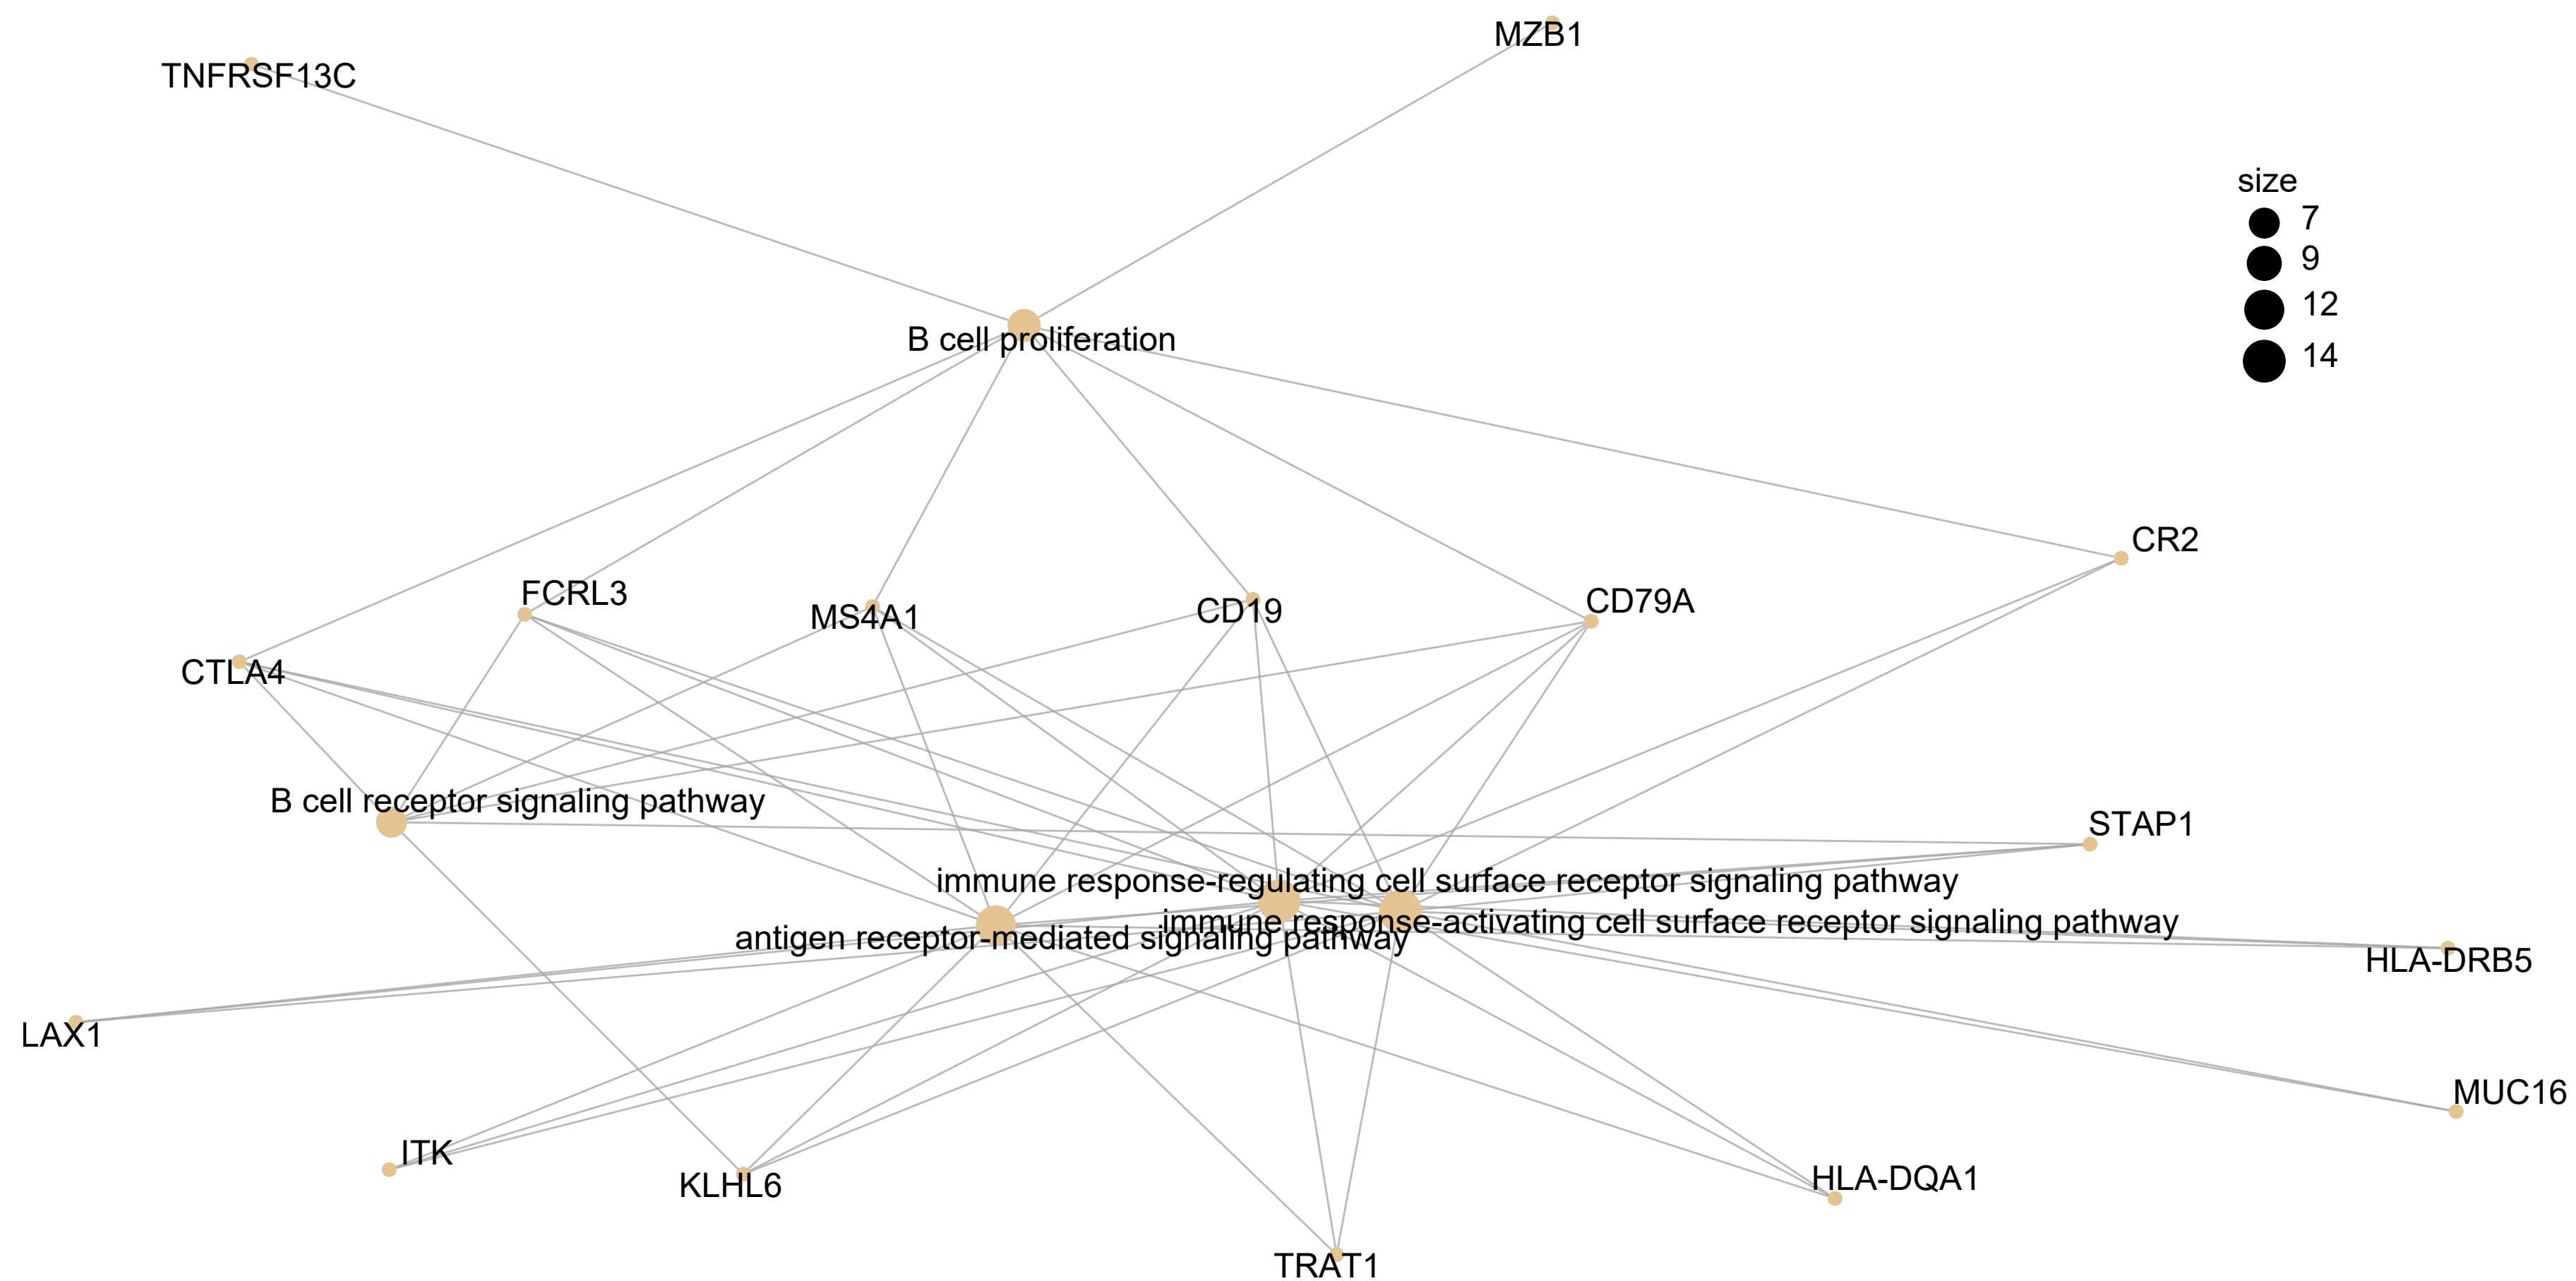 MZB1
TNFRSF13C
size
7
9
12
14
B cell proliferation
CR2
FCRL3
MS4A1
CD19
CD79A
CTLA4
B cell receptor signaling pathway
STAP1
immune response-regulating cell surface receptor signaling pathway
immune response-activating cell surface receptor signaling pathway
antigen receptor-mediated signaling pathway
HLA-DRB5
LAX1
MUC16
ITK
KLHL6
HLA-DQA1
TRAT1